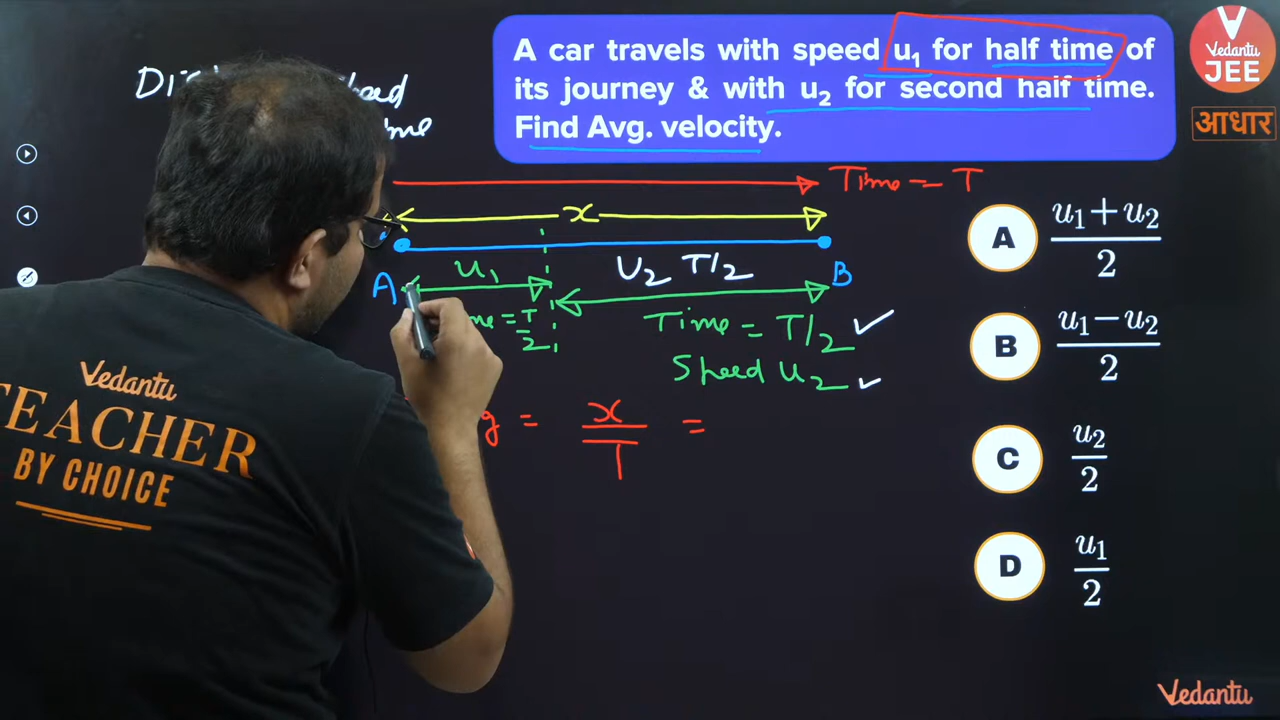 A car travels with speed u₁ for half time of
its journey & with u₂ for second half time.
Find Avg. velocity.
Vedantu
JEE
आधार
Time = T
x
A
u₁
U₂ T/2
B
= T/2
Time = T/2 ✓
Speed u₂ ✓
= x/T =
A (u₁+u₂)/2
B (u₁−u₂)/2
C u₂/2
D u₁/2
Vedantu
TEACHER
BY CHOICE
Vedantu